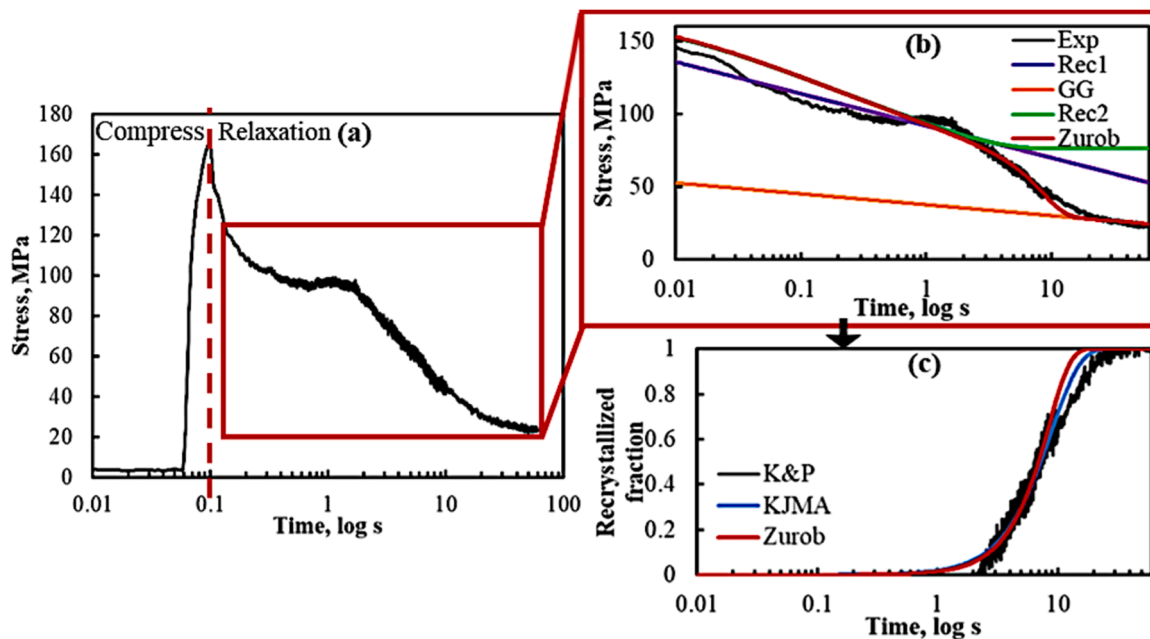 Compress Relaxation (a)
Stress, MPa
180
160
140
120
100
80
60
40
20
0
0.01 0.1 1 10 100
Time, log s
(b)
Exp
Rec1
GG
Rec2
Zurob
Stress, MPa
150
100
50
0
0.01 0.1 1 10
Time, log s
(c)
Recrystallized
fraction
1
0.8
0.6
0.4
0.2
0
K&P
KJMA
Zurob
0.01 0.1 1 10
Time, log s